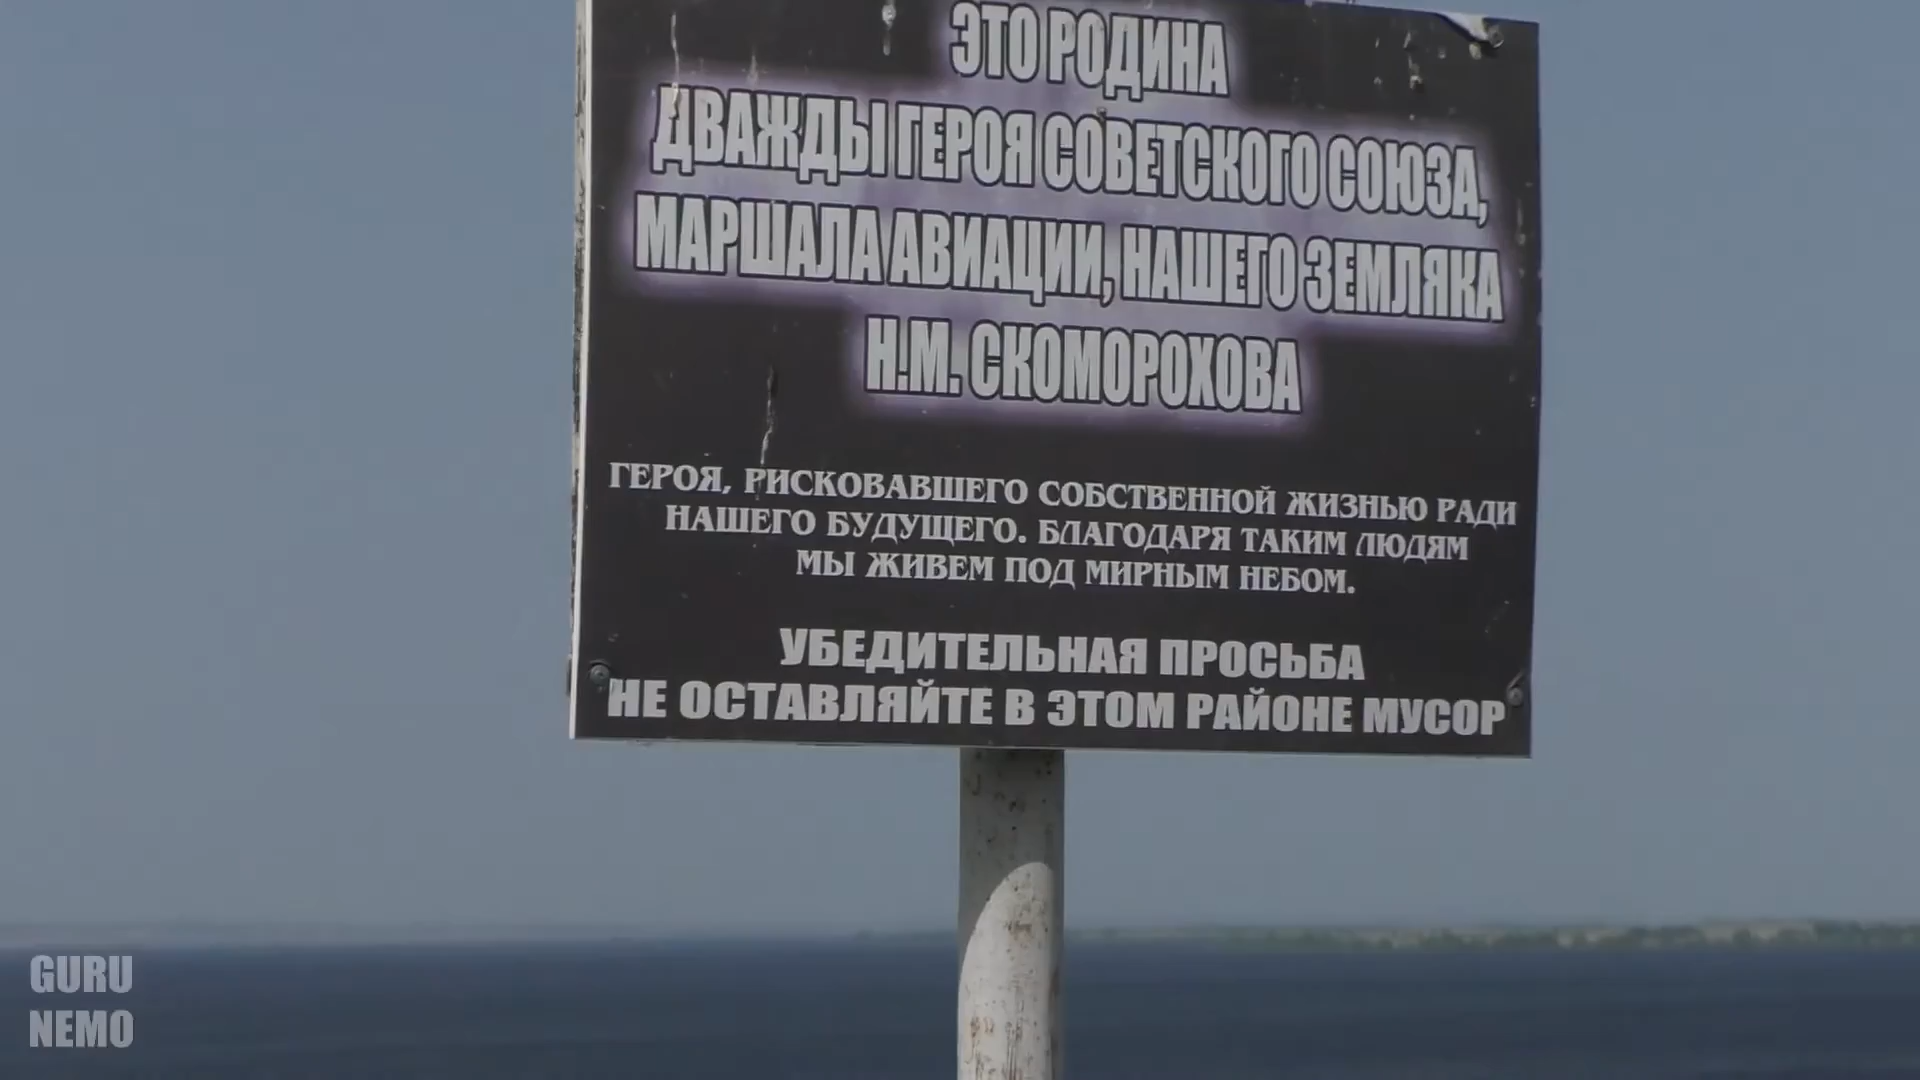 ЭТО РОДИНА
ДВАЖДЫ ГЕРОЯ СОВЕТСКОГО СОЮЗА,
МАРШАЛА АВИАЦИИ, НАШЕГО ЗЕМЛЯКА
Н.М. СКОМОРОХОВА
ГЕРОЯ, РИСКОВАВШЕГО СОБСТВЕННОЙ ЖИЗНЬЮ РАДИ
НАШЕГО БУДУЩЕГО. БЛАГОДАРЯ ТАКИМ ЛЮДЯМ
МЫ ЖИВЕМ ПОД МИРНЫМ НЕБОМ.
УБЕДИТЕЛЬНАЯ ПРОСЬБА
НЕ ОСТАВЛЯЙТЕ В ЭТОМ РАЙОНЕ МУСОР
GURU
NEMO